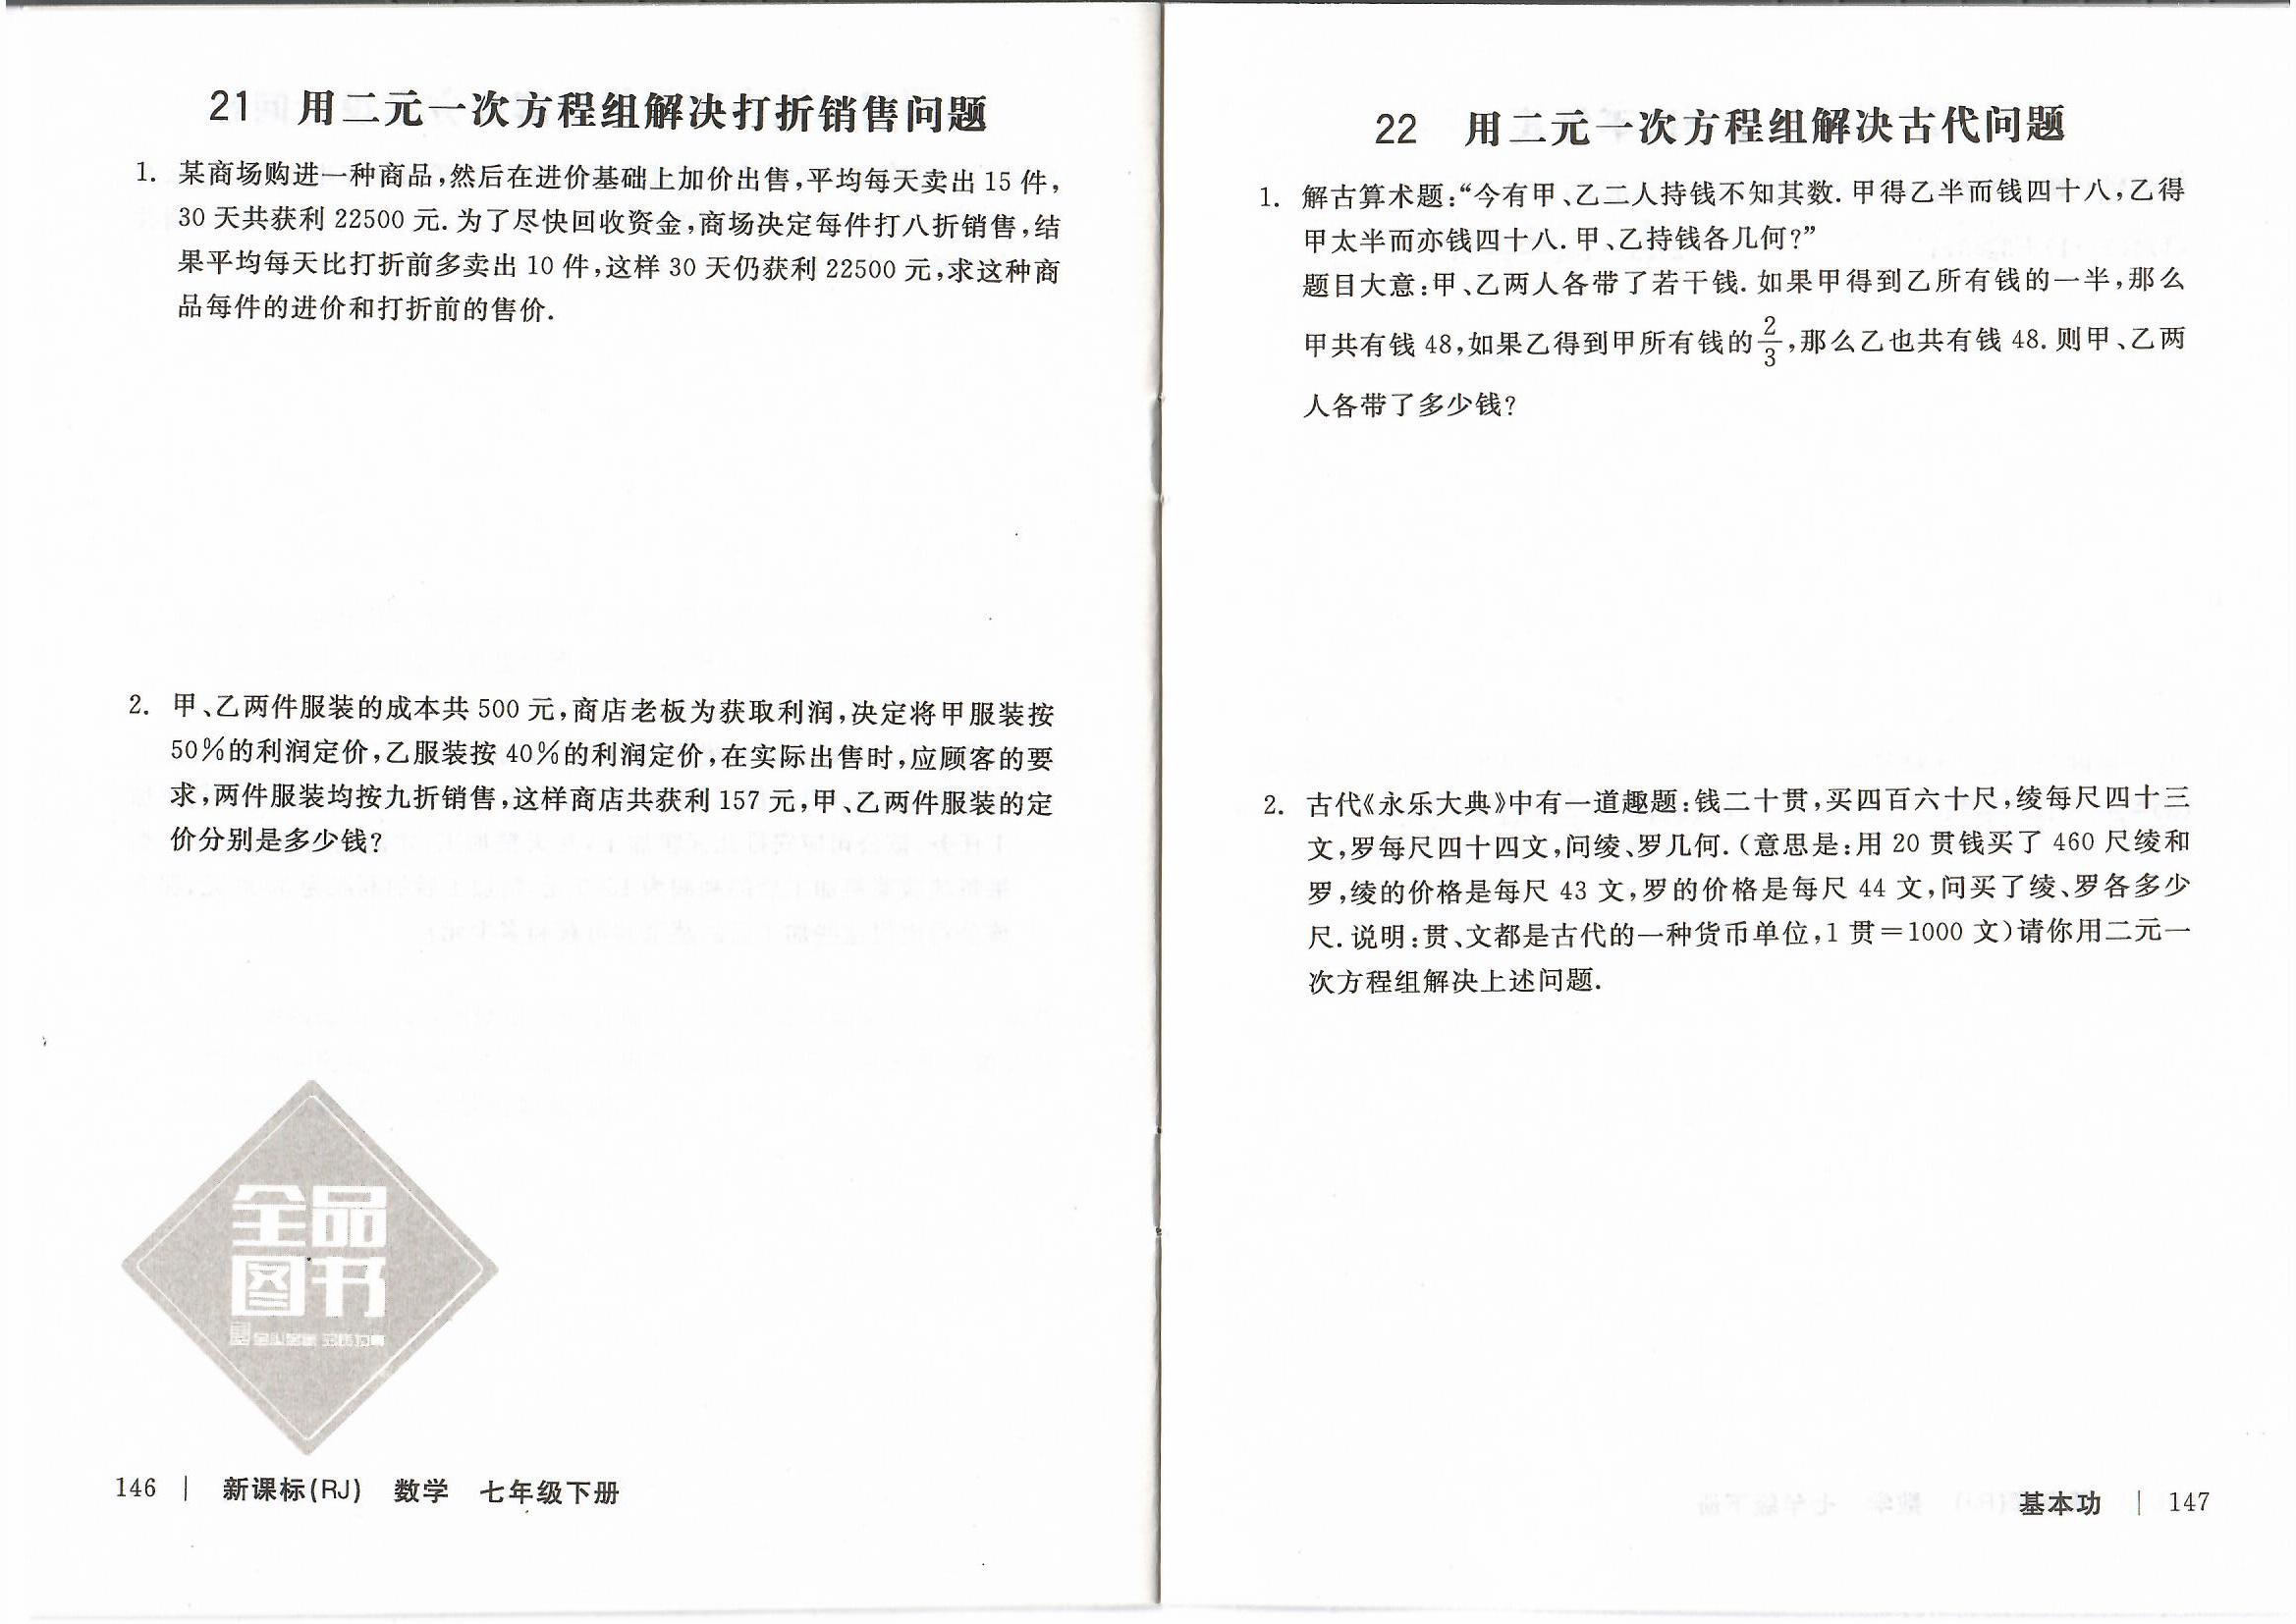 21 用二元一次方程组解决打折销售问题
1. 某商场购进一种商品,然后在进价基础上加价出售,平均每天卖出 15 件,
30 天共获利 22500 元. 为了尽快回收资金,商场决定每件打八折销售,结
果平均每天比打折前多卖出 10 件,这样 30 天仍获利 22500 元,求这种商
品每件的进价和打折前的售价.
2. 甲、乙两件服装的成本共 500 元,商店老板为获取利润,决定将甲服装按
50%的利润定价,乙服装按 40%的利润定价,在实际出售时,应顾客的要
求,两件服装均按九折销售,这样商店共获利 157 元,甲、乙两件服装的定
价分别是多少钱?
全品
图书
146 | 新课标(RJ) 数学 七年级下册
22 用二元一次方程组解决古代问题
1. 解古算术题:“今有甲、乙二人持钱不知其数. 甲得乙半而钱四十八,乙得
甲太半而亦钱四十八. 甲、乙持钱各几何?”
题目大意:甲、乙两人各带了若干钱. 如果甲得到乙所有钱的一半,那么
甲共有钱 48,如果乙得到甲所有钱的2/3,那么乙也共有钱 48. 则甲、乙两
人各带了多少钱?
2. 古代《永乐大典》中有一道趣题:钱二十贯,买四百六十尺,绫每尺四十三
文,罗每尺四十四文,问绫、罗几何. (意思是:用 20 贯钱买了 460 尺绫和
罗,绫的价格是每尺 43 文,罗的价格是每尺 44 文,问买了绫、罗各多少
尺. 说明:贯、文都是古代的一种货币单位,1 贯=1000 文)请你用二元一
次方程组解决上述问题.
基本功 | 147